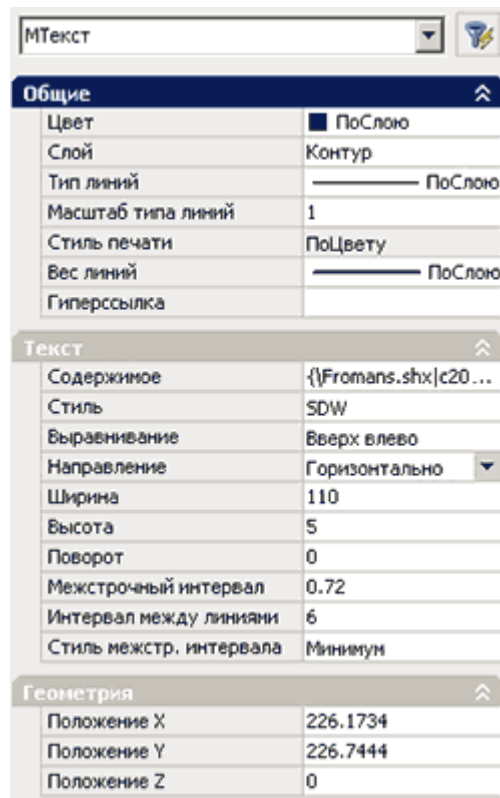 МТекст
Общие
Цвет ПоСлою
Слой Контур
Тип линий ПоСлою
Масштаб типа линий 1
Стиль печати ПоЦвету
Вес линий ПоСлою
Гиперссылка
Текст
Содержимое {\Fromans.shx|c20...
Стиль SDW
Выравнивание Вверх влево
Направление Горизонтально
Ширина 110
Высота 5
Поворот 0
Межстрочный интервал 0.72
Интервал между линиями 6
Стиль межстр. интервала Минимум
Геометрия
Положение X 226.1734
Положение Y 226.7444
Положение Z 0